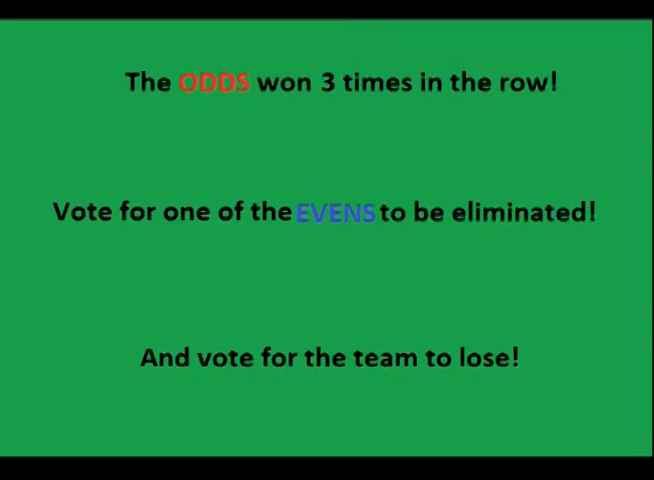 The ODDS won 3 times in the row!
Vote for one of the EVENS to be eliminated!
And vote for the team to lose!